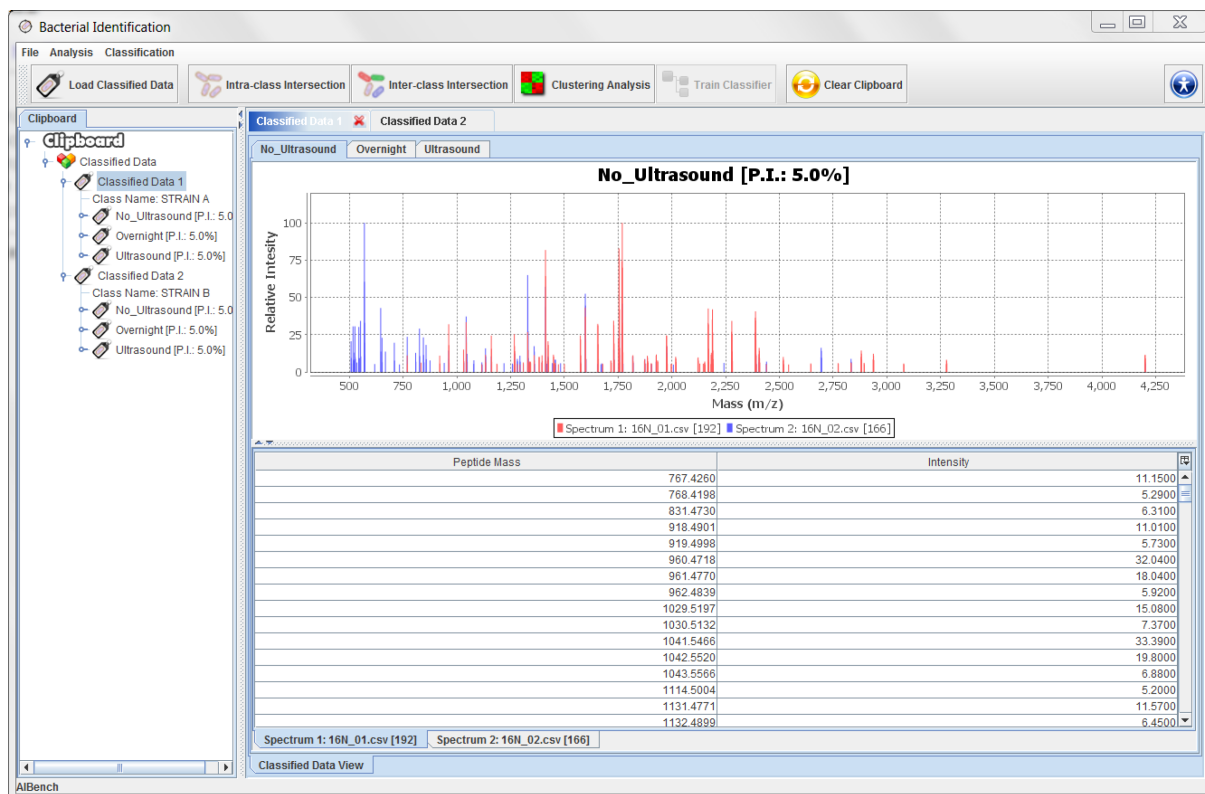 Bacterial Identification
File Analysis Classification
Load Classified Data Intra-class Intersection Inter-class Intersection Clustering Analysis Train Classifier Clear Clipboard
Clipboard
Clipboard
Classified Data
Classified Data 1
Class Name: STRAIN A
No_Ultrasound [P.I.: 5.0
Overnight [P.I.: 5.0%]
Ultrasound [P.I.: 5.0%]
Classified Data 2
Class Name: STRAIN B
No_Ultrasound [P.I.: 5.0
Overnight [P.I.: 5.0%]
Ultrasound [P.I.: 5.0%]
Classified Data 1 Classified Data 2
No_Ultrasound Overnight Ultrasound
No_Ultrasound [P.I.: 5.0%]
Relative Intesity
100
75
50
25
0
500 750 1,000 1,250 1,500 1,750 2,000 2,250 2,500 2,750 3,000 3,250 3,500 3,750 4,000 4,250
Mass (m/z)
Spectrum 1: 16N_01.csv [192] Spectrum 2: 16N_02.csv [166]
Peptide Mass Intensity
767.4260 11.1500
768.4198 5.2900
831.4730 6.3100
918.4901 11.0100
919.4998 5.7300
960.4718 32.0400
961.4770 18.0400
962.4839 5.9200
1029.5197 15.0800
1030.5132 7.3700
1041.5466 33.3900
1042.5520 19.8000
1043.5566 6.8800
1114.5004 5.2000
1131.4771 11.5700
1132.4899 6.4500
Spectrum 1: 16N_01.csv [192] Spectrum 2: 16N_02.csv [166]
Classified Data View
AIBench